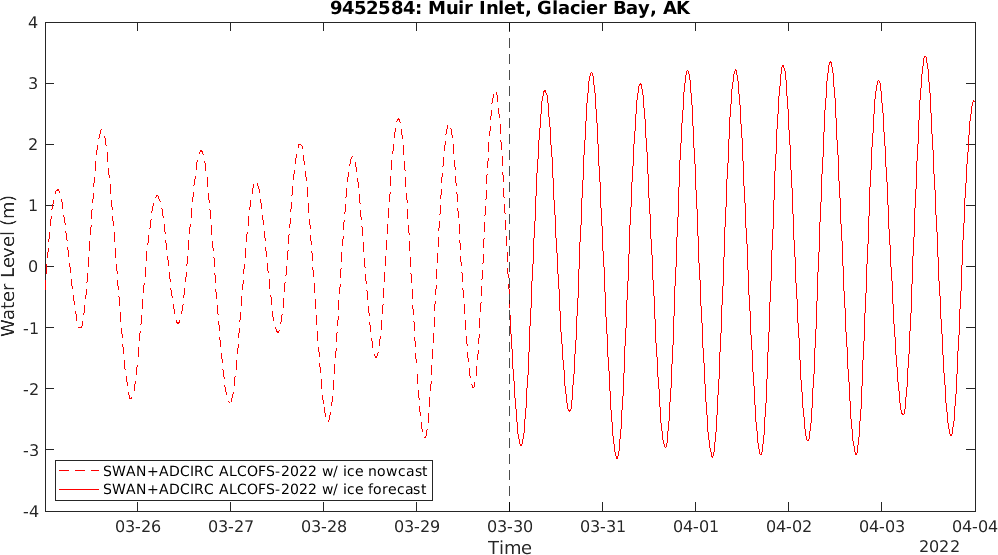 9452584: Muir Inlet, Glacier Bay, AK
Water Level (m)
4
3
2
1
0
-1
-2
-3
-4
SWAN+ADCIRC ALCOFS-2022 w/ ice nowcast
SWAN+ADCIRC ALCOFS-2022 w/ ice forecast
03-26 03-27 03-28 03-29 03-30 03-31 04-01 04-02 04-03 04-04
Time
2022